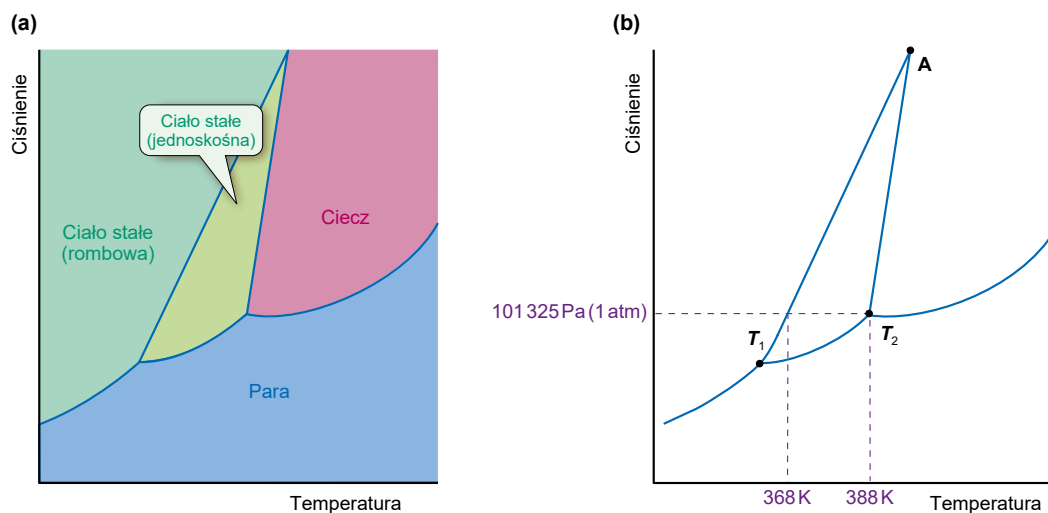 (a)
Ciśnienie
Ciało stałe
(jednoskośna)
Ciało stałe
(rombowa)
Ciecz
Para
Temperatura
(b)
Ciśnienie
A
101 325 Pa (1 atm)
T1
T2
368 K
388 K
Temperatura